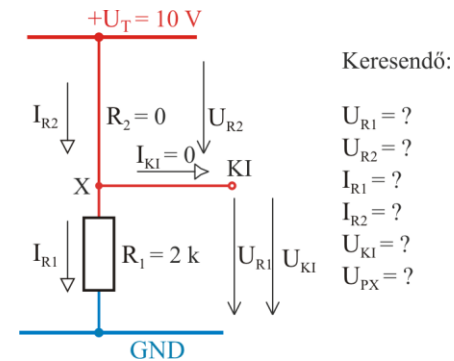 +U_T = 10 V
Keresendő:
I_R2
R_2 = 0
U_R2
U_R1 = ?
U_R2 = ?
I_KI = 0
KI
I_R1 = ?
X
I_R2 = ?
I_R1
R_1 = 2 k
U_R1
U_KI
U_KI = ?
U_PX = ?
GND